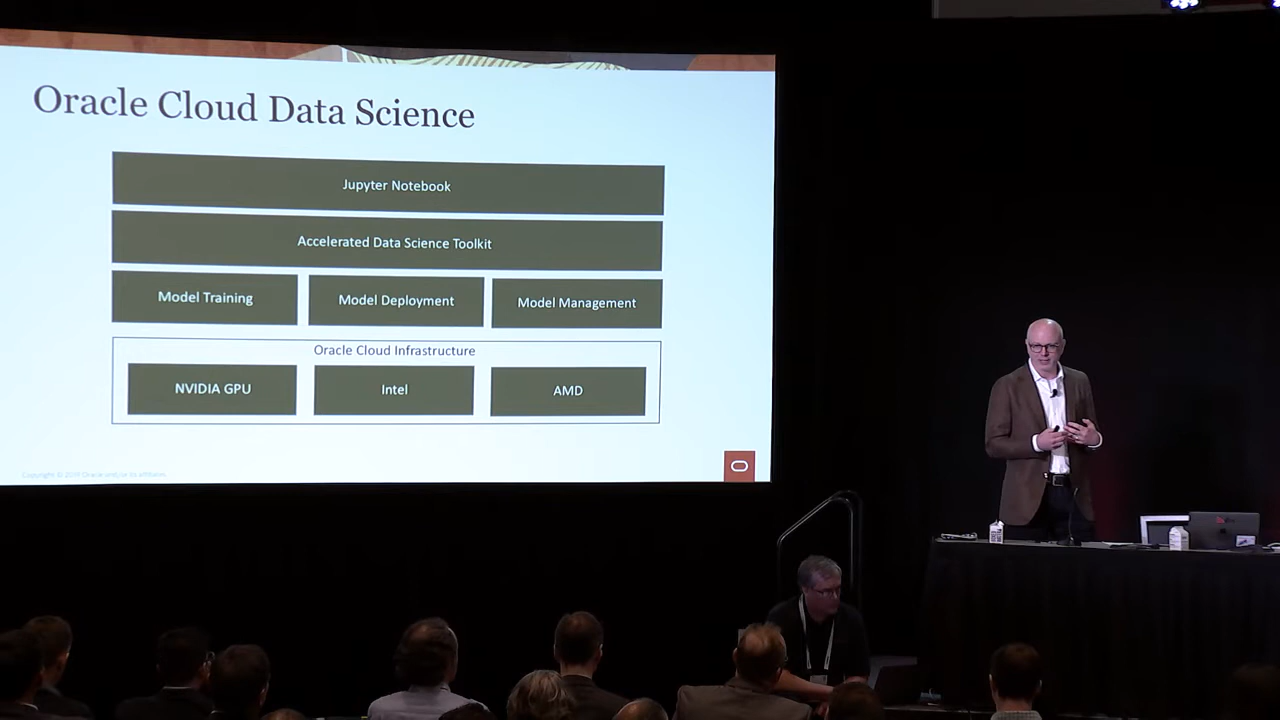 Oracle Cloud Data Science
Jupyter Notebook
Accelerated Data Science Toolkit
Model Training
Model Deployment
Model Management
Oracle Cloud Infrastructure
NVIDIA GPU
Intel
AMD